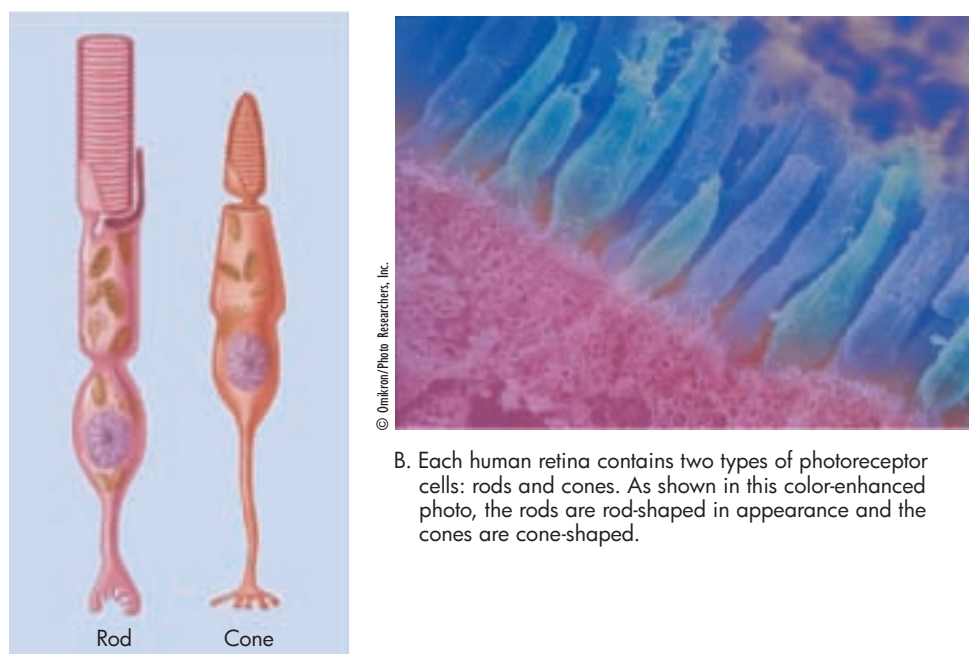 Rod
Cone
© Omikron/Photo Researchers, Inc.
B. Each human retina contains two types of photoreceptor
cells: rods and cones. As shown in this color-enhanced
photo, the rods are rod-shaped in appearance and the
cones are cone-shaped.